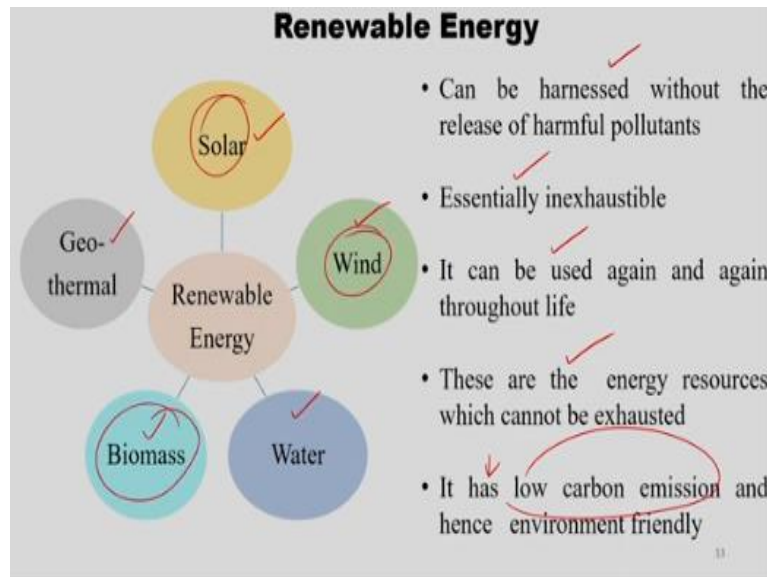 Renewable Energy
Solar
Geo-
thermal
Wind
Renewable
Energy
Biomass
Water
• Can be harnessed without the
release of harmful pollutants
• Essentially inexhaustible
• It can be used again and again
throughout life
• These are the energy resources
which cannot be exhausted
• It has low carbon emission and
hence environment friendly
13